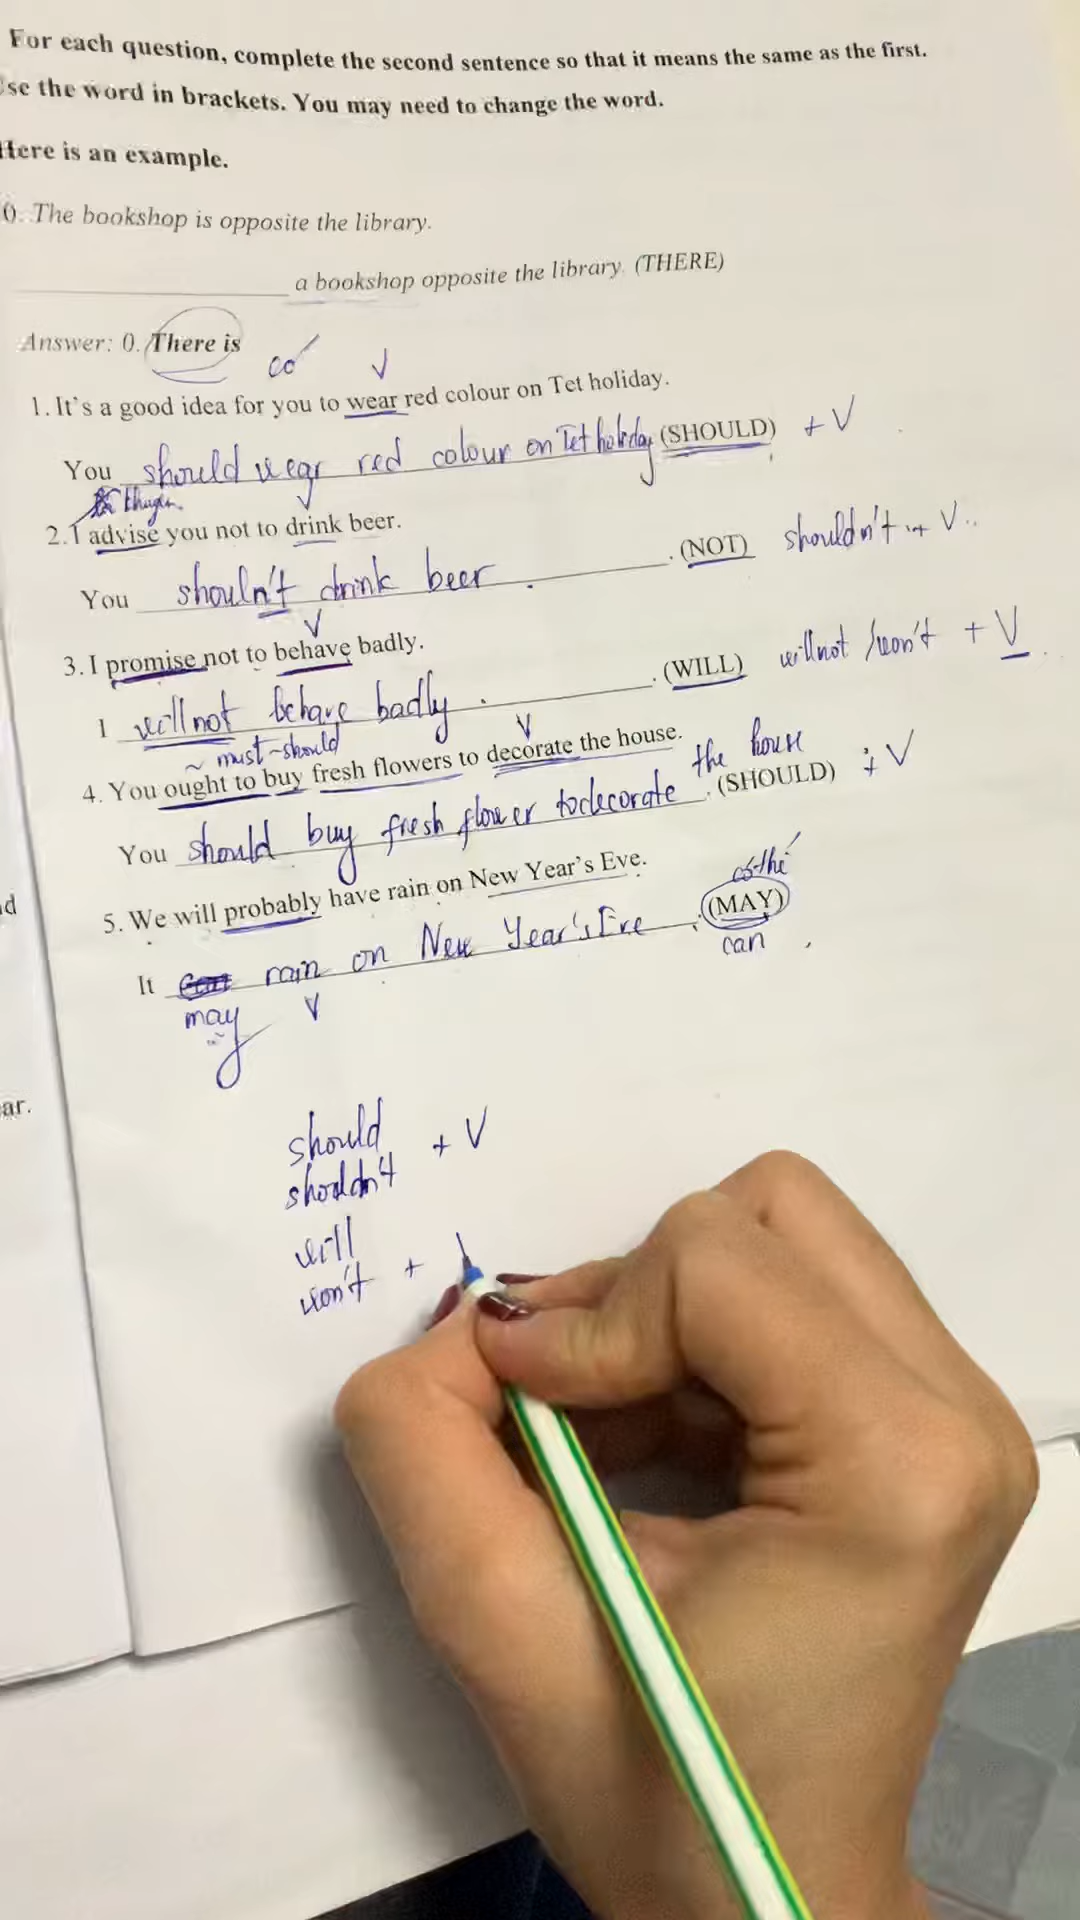 For each question, complete the second sentence so that it means the same as the first.
se the word in brackets. You may need to change the word.
Here is an example.
0. The bookshop is opposite the library.
a bookshop opposite the library. (THERE)
Answer: 0. There is
có V
1. It's a good idea for you to wear red colour on Tet holiday.
You should wear red colour on Tet holiday (SHOULD) + V
2. I advise you not to drink beer.
You shouln't drink beer. (NOT) shouldn't + V
V
3. I promise not to behave badly.
I will not behave badly. (WILL) will not / won't + V
~ must ~ should V
4. You ought to buy fresh flowers to decorate the house.
You should buy fresh flower to decorate the house. (SHOULD) + V
5. We will probably have rain on New Year's Eve.
có thể
It rain on New Year's Eve. (MAY)
may V can
should + V
shouldn't
will
won't +
ar.